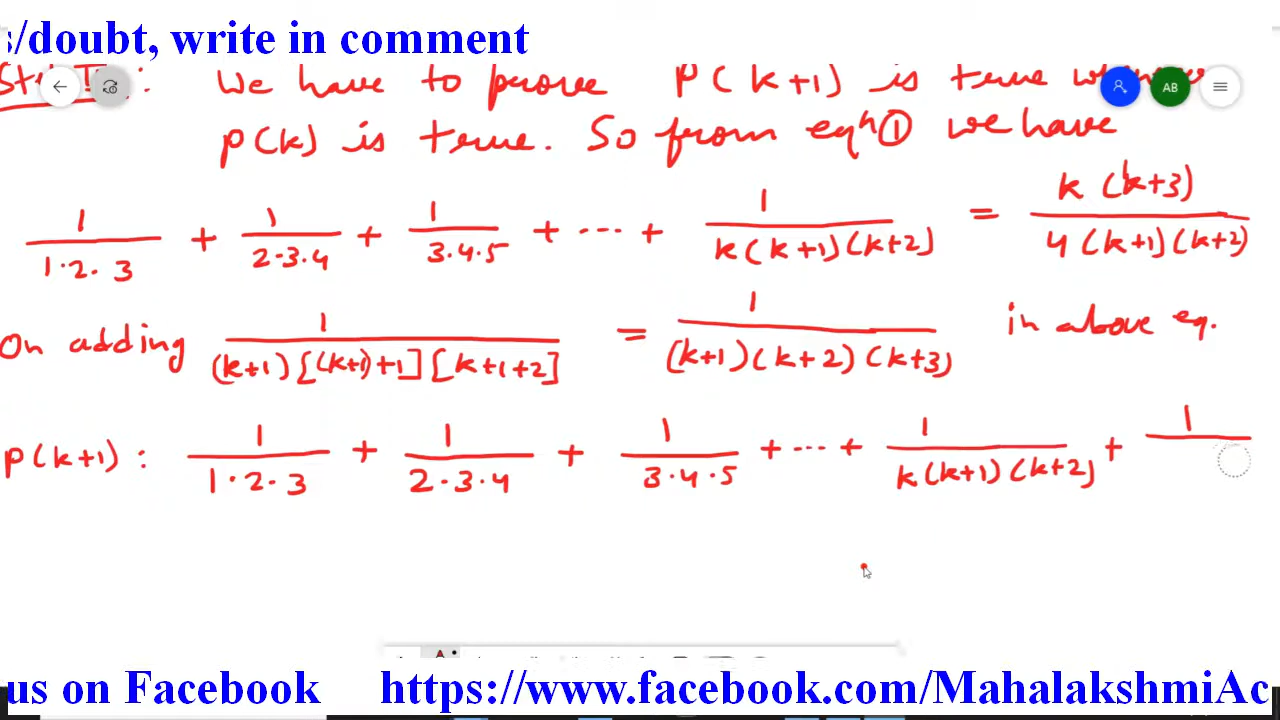 s/doubt, write in comment
: We have to prove P(k+1) is true
P(k) is true. So from eqn ① we have
1/(1·2·3) + 1/(2·3·4) + 1/(3·4·5) + ... + 1/(k(k+1)(k+2)) = k(k+3)/(4(k+1)(k+2))
On adding 1/((k+1)[(k+1)+1][k+1+2]) = 1/((k+1)(k+2)(k+3)) in above eq.
P(k+1): 1/(1·2·3) + 1/(2·3·4) + 1/(3·4·5) + ... + 1/(k(k+1)(k+2)) + 1/
AB
us on Facebook https://www.facebook.com/MahalakshmiAc